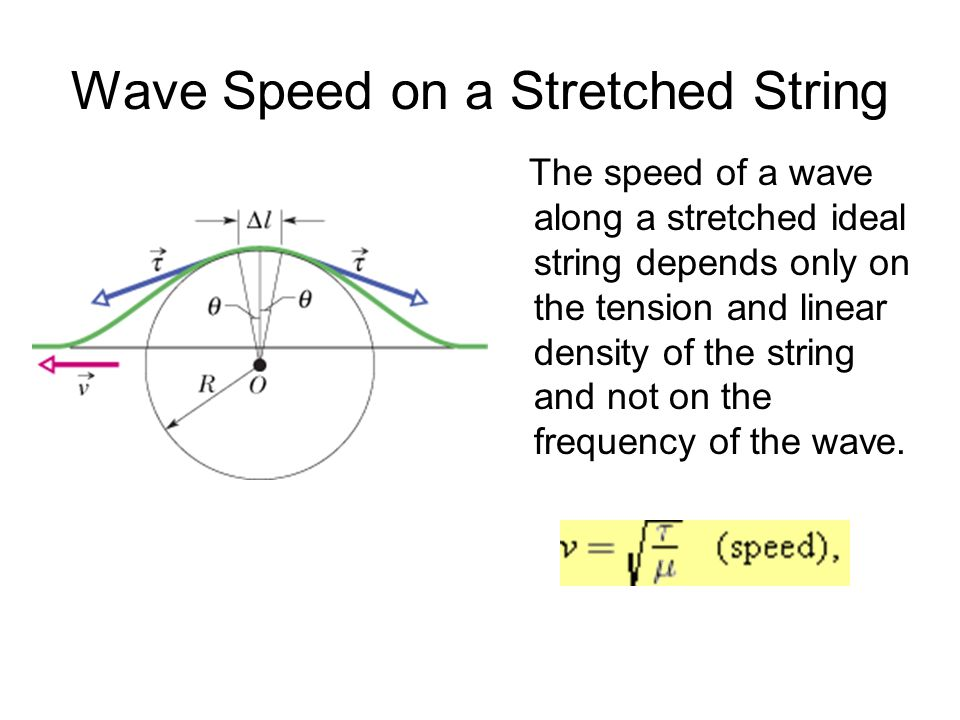 Wave Speed on a Stretched String
The speed of a wave
along a stretched ideal
string depends only on
the tension and linear
density of the string
and not on the
frequency of the wave.
Δl
τ⃗ τ⃗
θ θ
v⃗
R O
v = √(τ/μ) (speed),